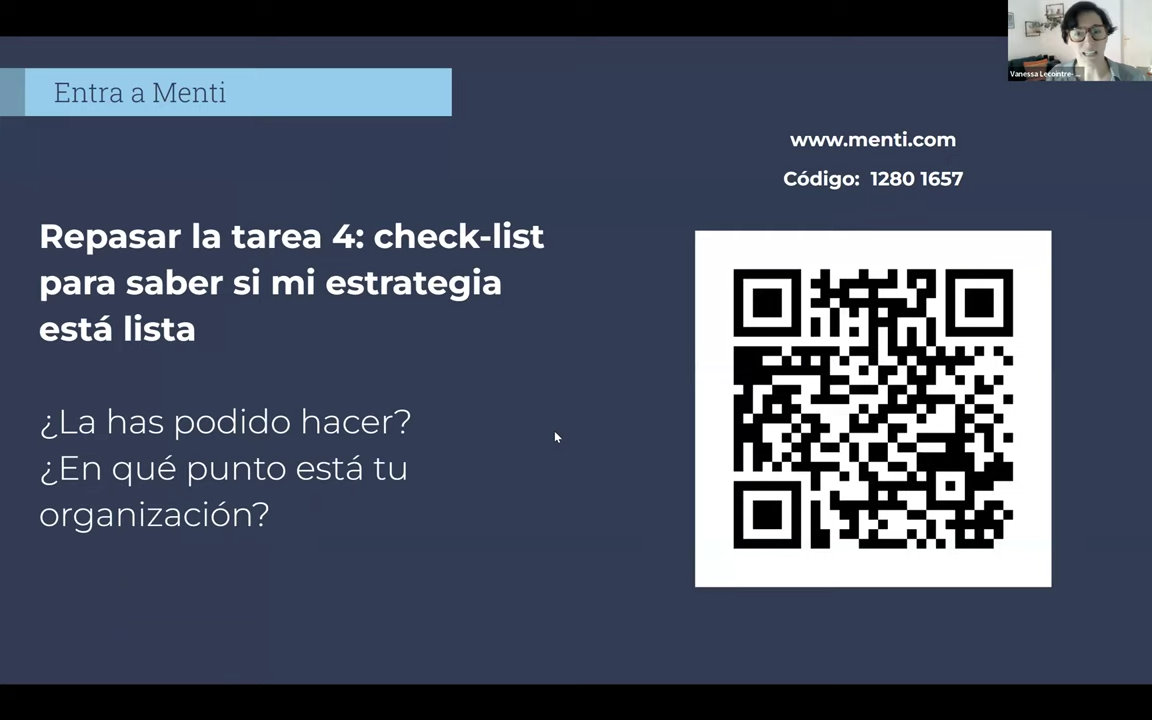 Entra a Menti
Vanessa Lecointre-...
www.menti.com
Código: 1280 1657
Repasar la tarea 4: check-list
para saber si mi estrategia
está lista
¿La has podido hacer?
¿En qué punto está tu
organización?